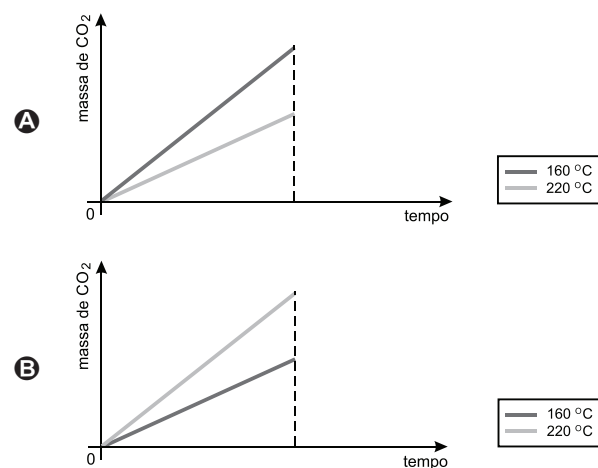 massa de CO₂
A
160 °C
220 °C
0
tempo
massa de CO₂
B
160 °C
220 °C
0
tempo